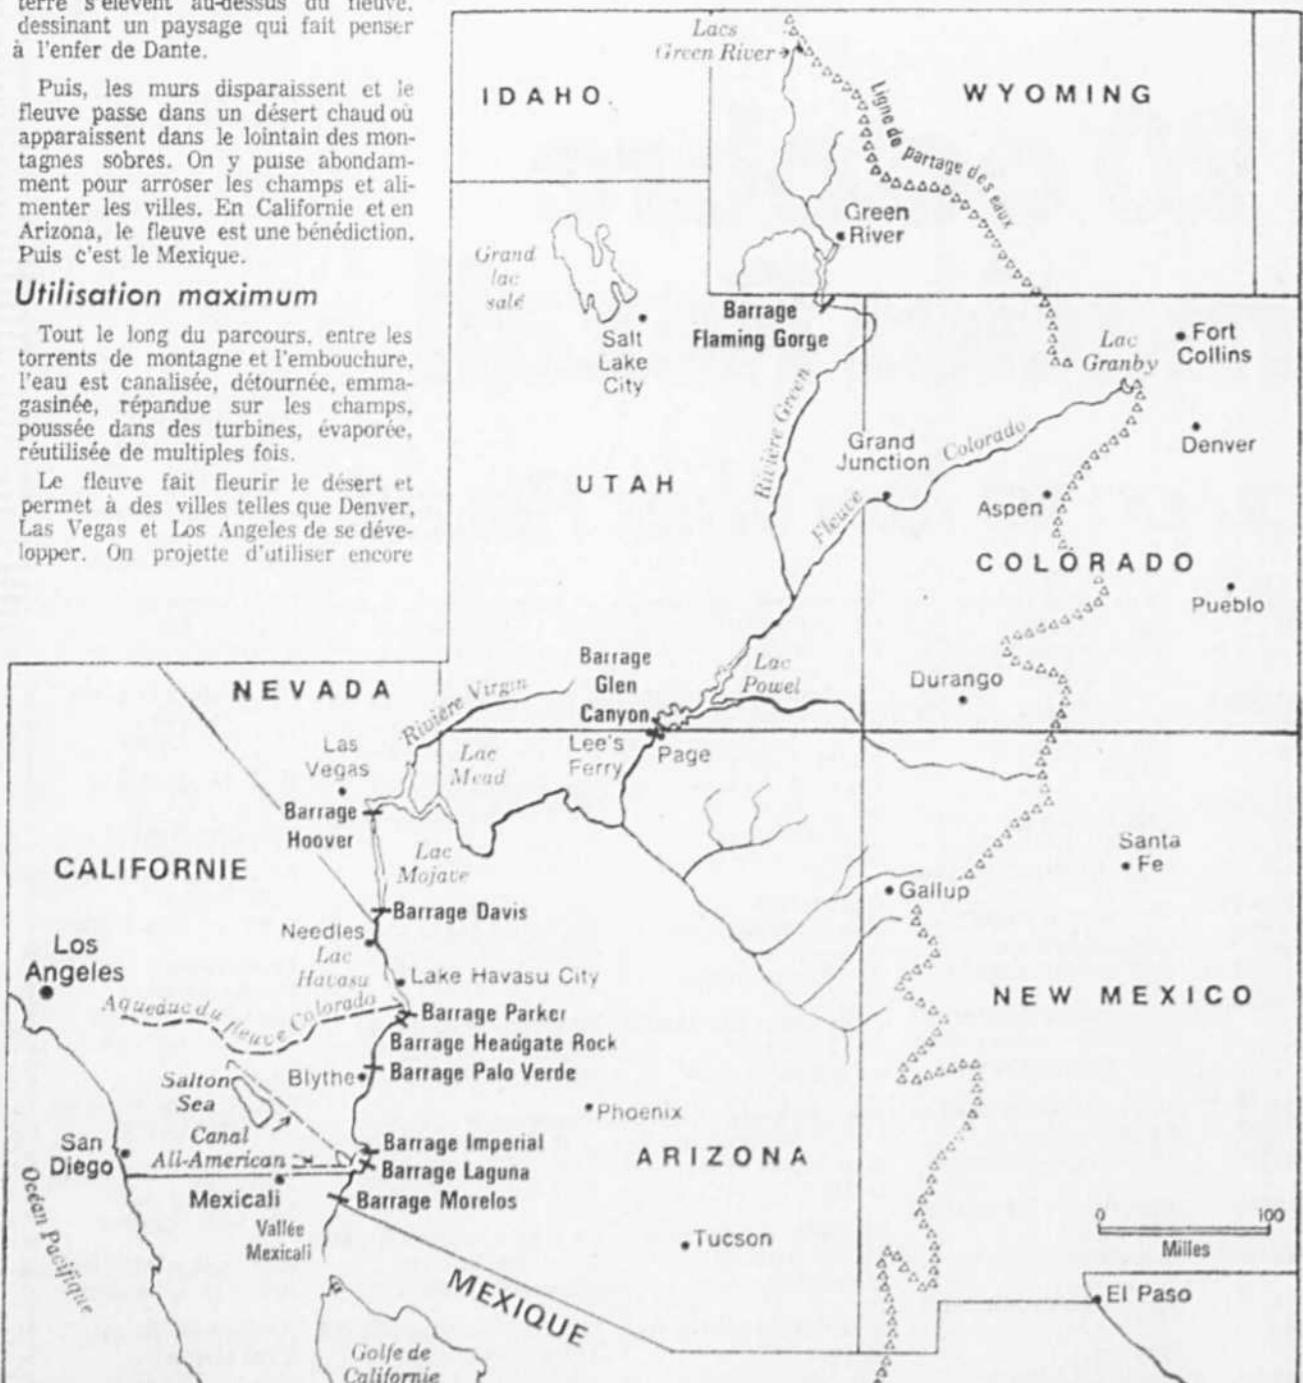 terre s'élèvent au-dessus du fleuve,
dessinant un paysage qui fait penser
à l'enfer de Dante.
Puis, les murs disparaissent et le
fleuve passe dans un désert chaud où
apparaissent dans le lointain des mon-
tagnes sobres. On y puise abondam-
ment pour arroser les champs et ali-
menter les villes. En Californie et en
Arizona, le fleuve est une bénédiction.
Puis c'est le Mexique.
Utilisation maximum
Tout le long du parcours, entre les
torrents de montagne et l'embouchure,
l'eau est canalisée, détournée, emma-
gasinée, répandue sur les champs,
poussée dans des turbines, évaporée,
réutilisée de multiples fois.
Le fleuve fait fleurir le désert et
permet à des villes telles que Denver,
Las Vegas et Los Angeles de se déve-
lopper. On projette d'utiliser encore
Lacs
Green River
IDAHO
WYOMING
Ligne de partage des eaux
Green
River
Grand
lac
salé
Salt
Lake
City
Barrage
Flaming Gorge
Lac
Granby
Fort
Collins
Denver
Rivière Green
Grand
Junction
Fleuve Colorado
UTAH
Aspen
COLORADO
Pueblo
Barrage
Glen
Canyon
Lac
Powel
Durango
NEVADA
Rivière Virgin
Las
Vegas
Lac
Mead
Lee's
Ferry
Page
Barrage
Hoover
Lac
Mojave
Santa
Fe
CALIFORNIE
Gallup
Barrage Davis
Needles
Los
Angeles
Lac
Havasu
Lake Havasu City
NEW MEXICO
Aqueduc du fleuve Colorado
Barrage Parker
Barrage Headgate Rock
Blythe
Barrage Palo Verde
Salton
Sea
Phoenix
Canal
All-American
Barrage Imperial
San
Diego
ARIZONA
Barrage Laguna
Mexicali
Barrage Morelos
Vallée
Mexicali
Océan Pacifique
Tucson
0 100
Milles
MEXIQUE
El Paso
Golfe de
Californie